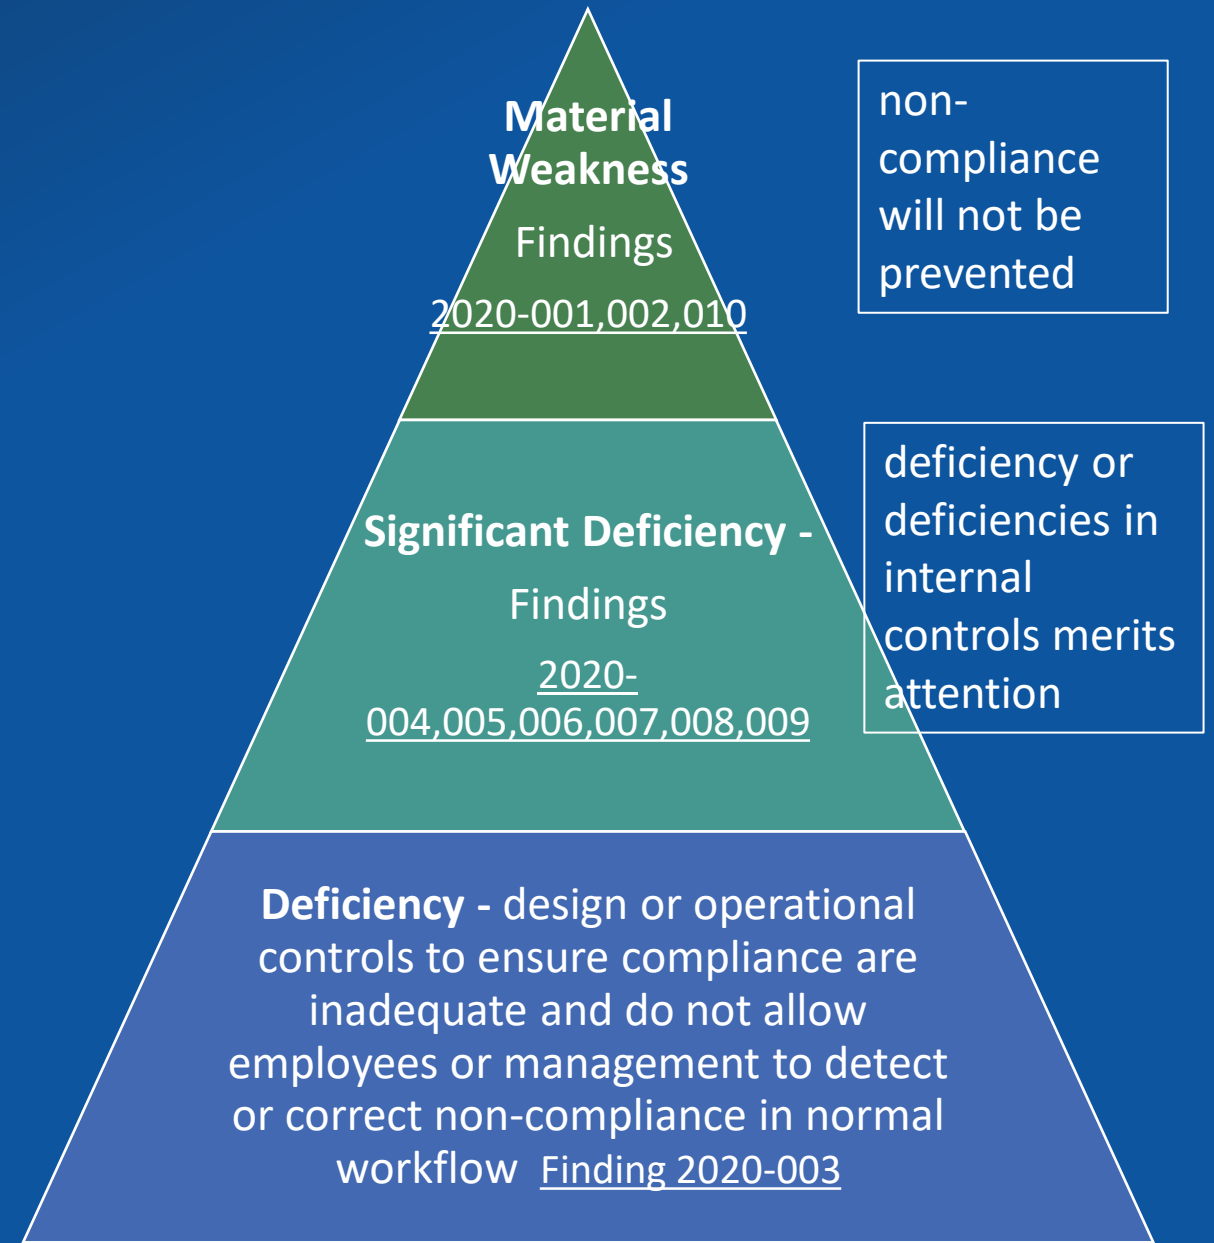 Material
Weakness
Findings
2020-001,002,010
non-
compliance
will not be
prevented
Significant Deficiency -
Findings
2020-
004,005,006,007,008,009
deficiency or
deficiencies in
internal
controls merits
attention
Deficiency - design or operational
controls to ensure compliance are
inadequate and do not allow
employees or management to detect
or correct non-compliance in normal
workflow Finding 2020-003